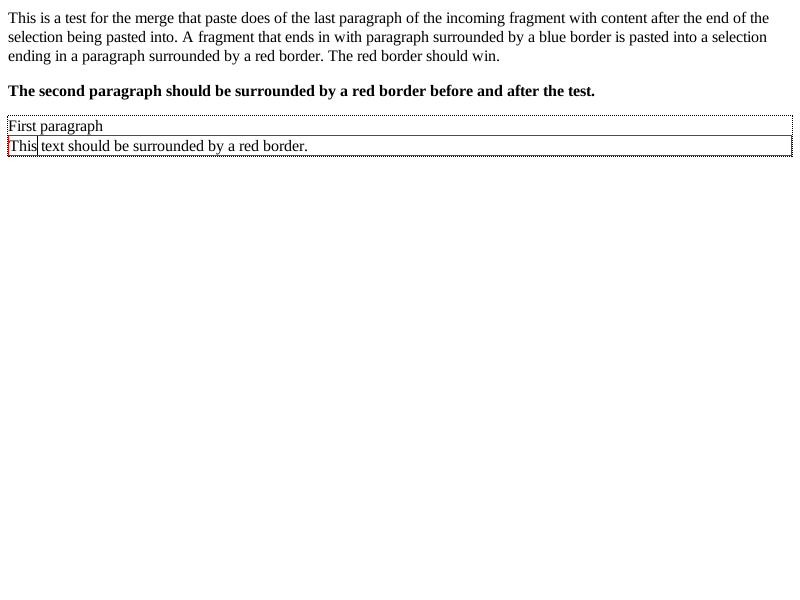 This is a test for the merge that paste does of the last paragraph of the incoming fragment with content after the end of the
selection being pasted into. A fragment that ends in with paragraph surrounded by a blue border is pasted into a selection
ending in a paragraph surrounded by a red border. The red border should win.
The second paragraph should be surrounded by a red border before and after the test.
First paragraph
This text should be surrounded by a red border.